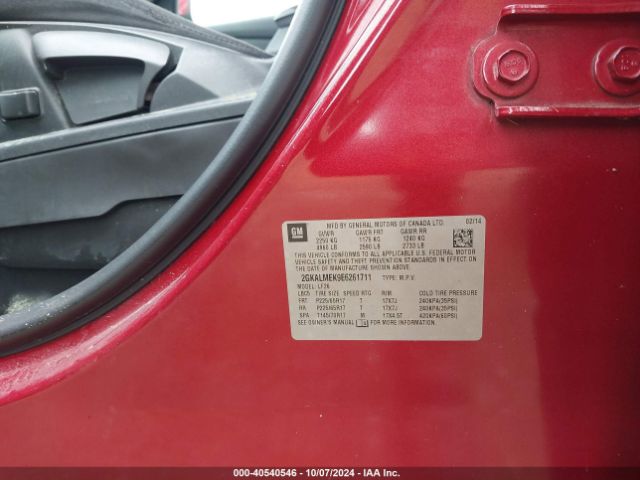 GM
MFD BY GENERAL MOTORS OF CANADA LTD.
02/14
GVWR GAWR FRT GAWR RR
2250 KG 1175 KG 1240 KG
4960 LB 2590 LB 2733 LB
THIS VEHICLE CONFORMS TO ALL APPLICABLE U.S. FEDERAL MOTOR
VEHICLE SAFETY, BUMPER, AND THEFT PREVENTION STANDARDS IN EFFECT ON THE
DATE OF MANUFACTURE SHOWN ABOVE.
2GKALMEK9E6261711 TYPE: M.P.V.
MODEL: LF26
TIRE SIZE SPEED RTG RIM COLD TIRE PRESSURE
FRT P225/65R17 T 17X7J 240KPA(35PSI)
RR P225/65R17 T 17X7J 240KPA(35PSI)
SPA T145/70R17 M 17X4.5T 420KPA(60PSI)
SEE OWNER'S MANUAL FOR MORE INFORMATION.
000-40540546 - 10/07/2024 - IAA Inc.